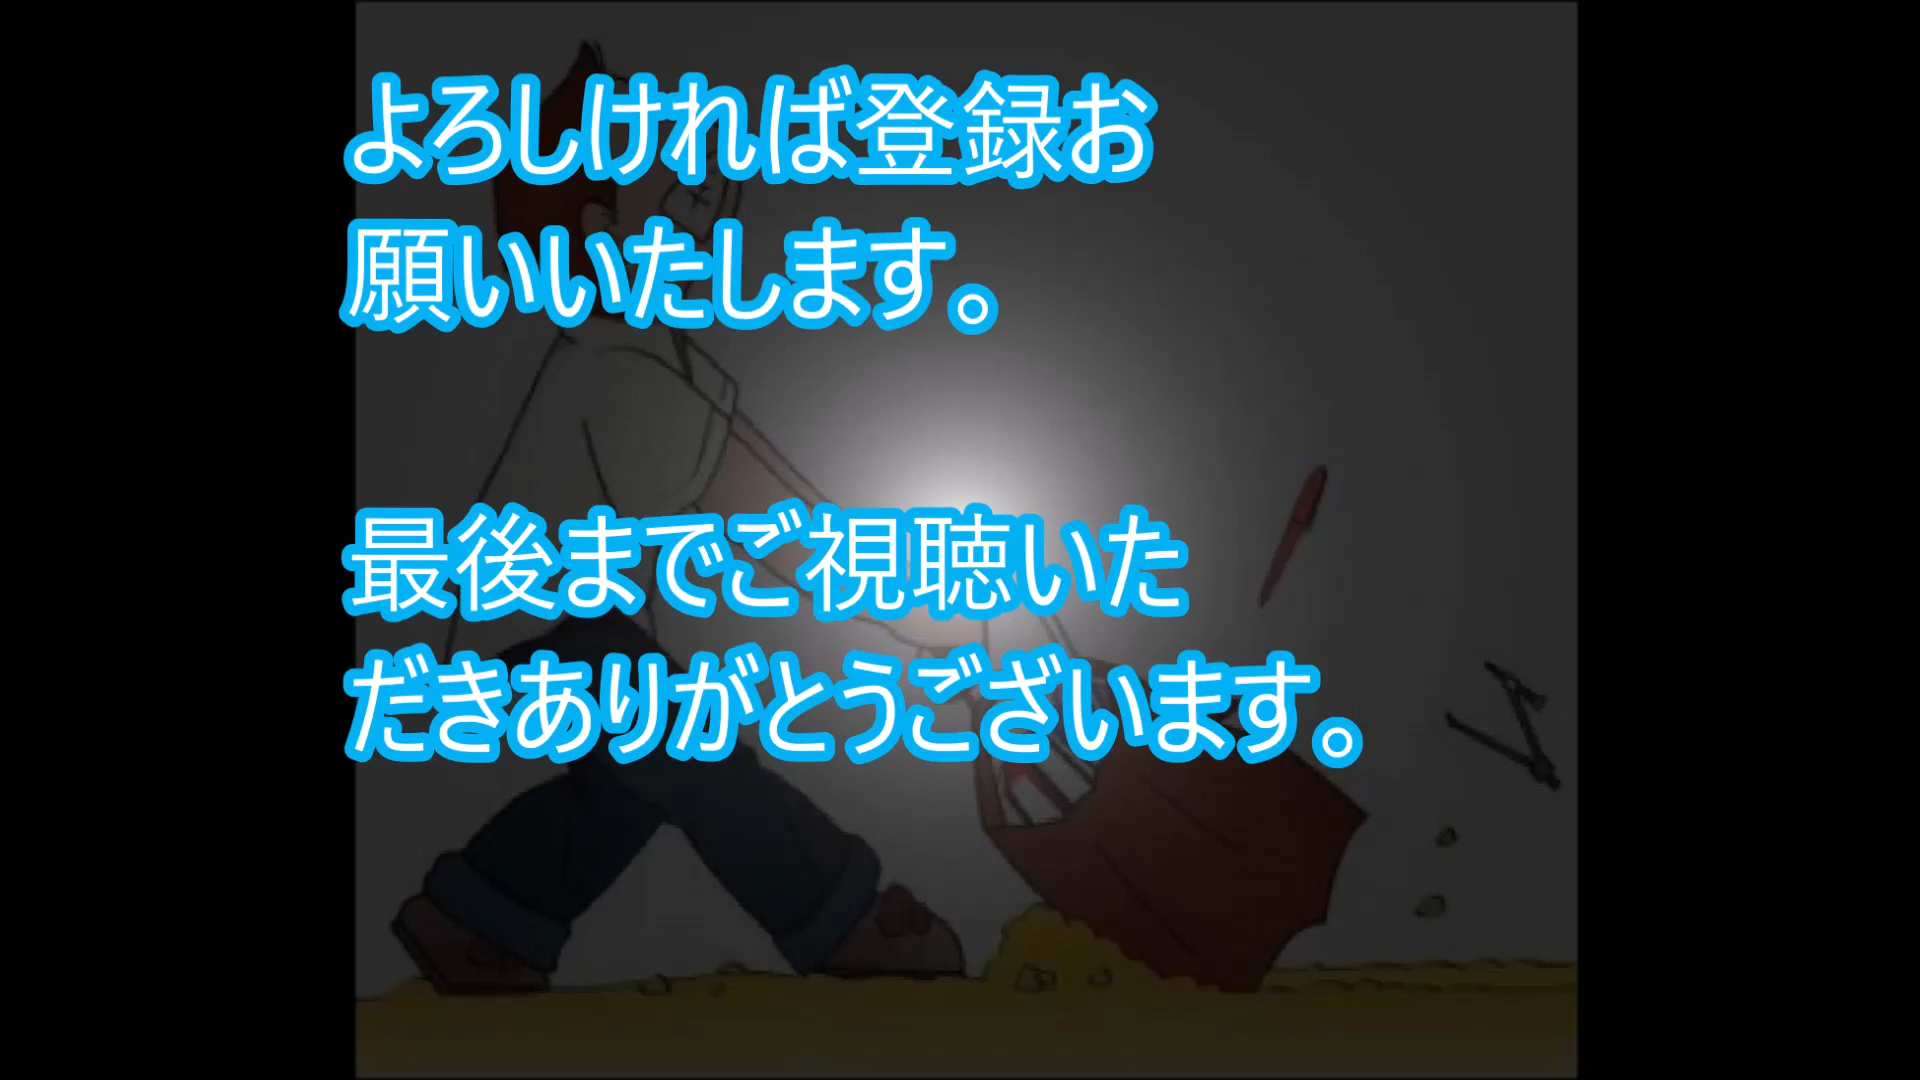 よろしければ登録お
願いいたします。
最後までご視聴いた
だきありがとうございます。